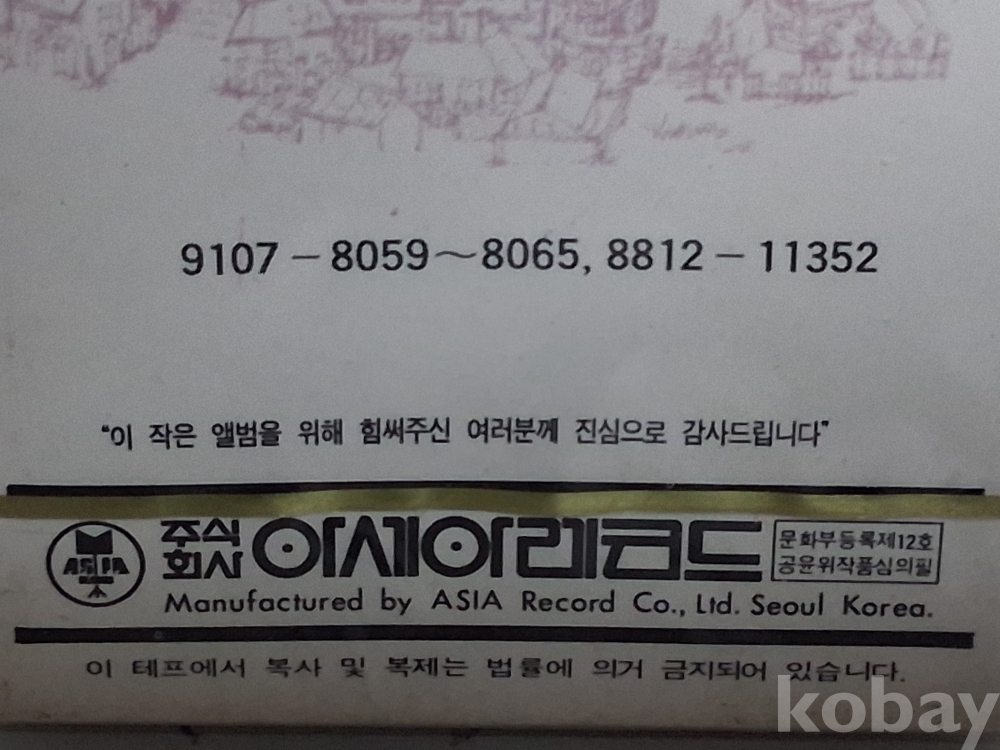 9107－8059～8065, 8812－11352
“이 작은 앨범을 위해 힘써주신 여러분께 진심으로 감사드립니다”
ASIA
주식회사 아세아레코드
문화부등록제12호
공윤위작품심의필
Manufactured by ASIA Record Co., Ltd. Seoul Korea.
이 테프에서 복사 및 복제는 법률에 의거 금지되어 있습니다.
kobay